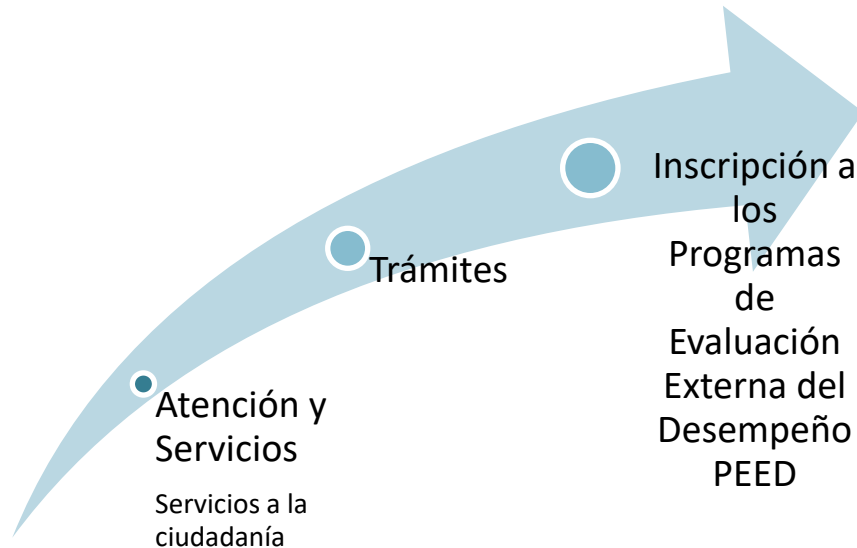 Atención y
Servicios
Servicios a la
ciudadanía
Trámites
Inscripción a
los
Programas
de
Evaluación
Externa del
Desempeño
PEED